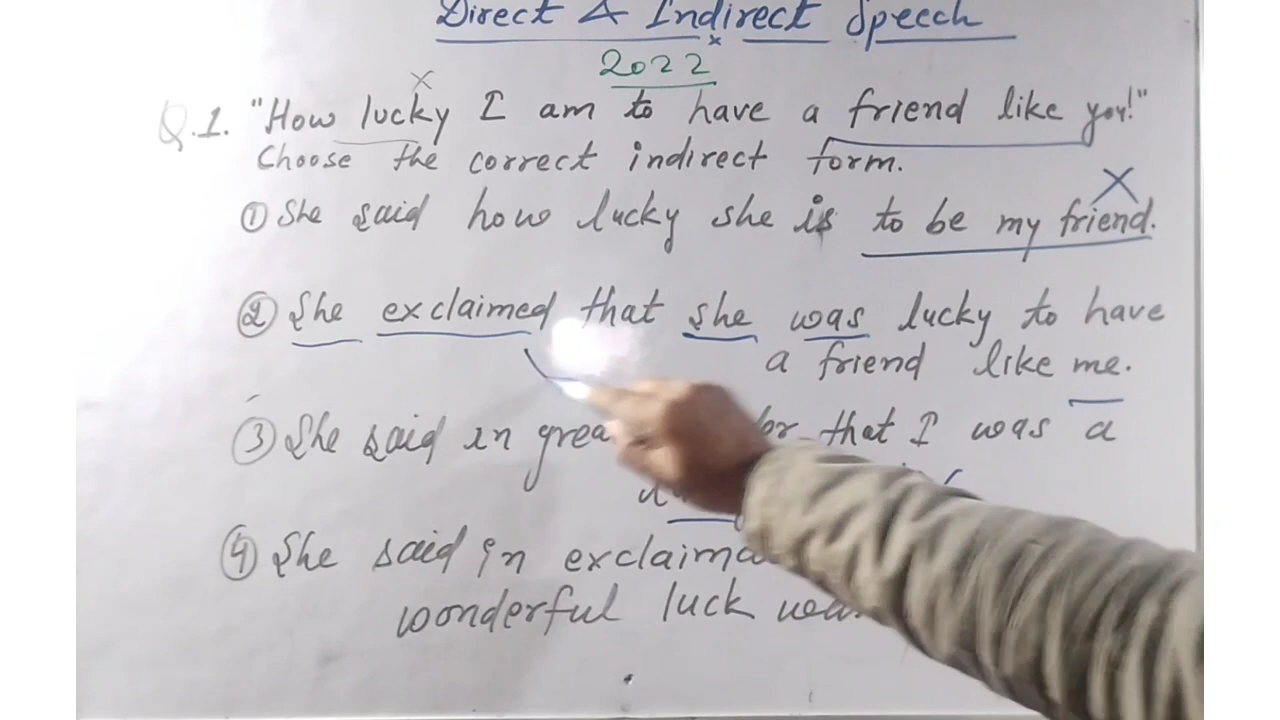 Direct & Indirect Speech
2022
Q.1. "How lucky I am to have a friend like you!"
Choose the correct indirect form.
① She said how lucky she is to be my friend.
② She exclaimed that she was lucky to have
a friend like me.
③ She said in that I was a
④ She said in
wonderful luck